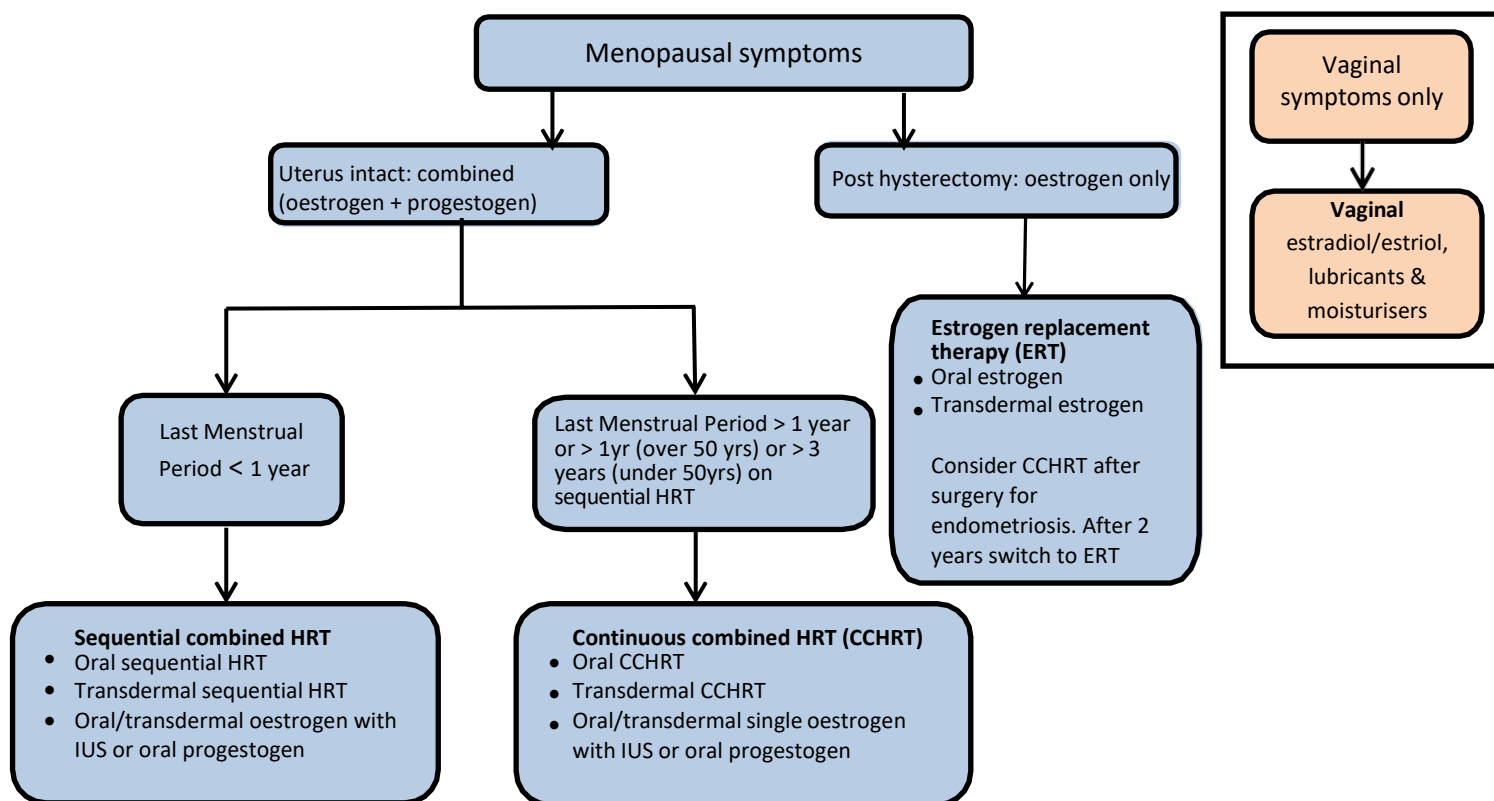 Menopausal symptoms
Vaginal
symptoms only
Uterus intact: combined
(oestrogen + progestogen)
Post hysterectomy: oestrogen only
Vaginal
estradiol/estriol,
lubricants &
moisturisers
Estrogen replacement
therapy (ERT)
• Oral estrogen
• Transdermal estrogen
Consider CCHRT after
surgery for
endometriosis. After 2
years switch to ERT
Last Menstrual
Period < 1 year
Last Menstrual Period > 1 year
or > 1yr (over 50 yrs) or > 3
years (under 50yrs) on
sequential HRT
Sequential combined HRT
• Oral sequential HRT
• Transdermal sequential HRT
• Oral/transdermal oestrogen with
IUS or oral progestogen
Continuous combined HRT (CCHRT)
• Oral CCHRT
• Transdermal CCHRT
• Oral/transdermal single oestrogen
with IUS or oral progestogen